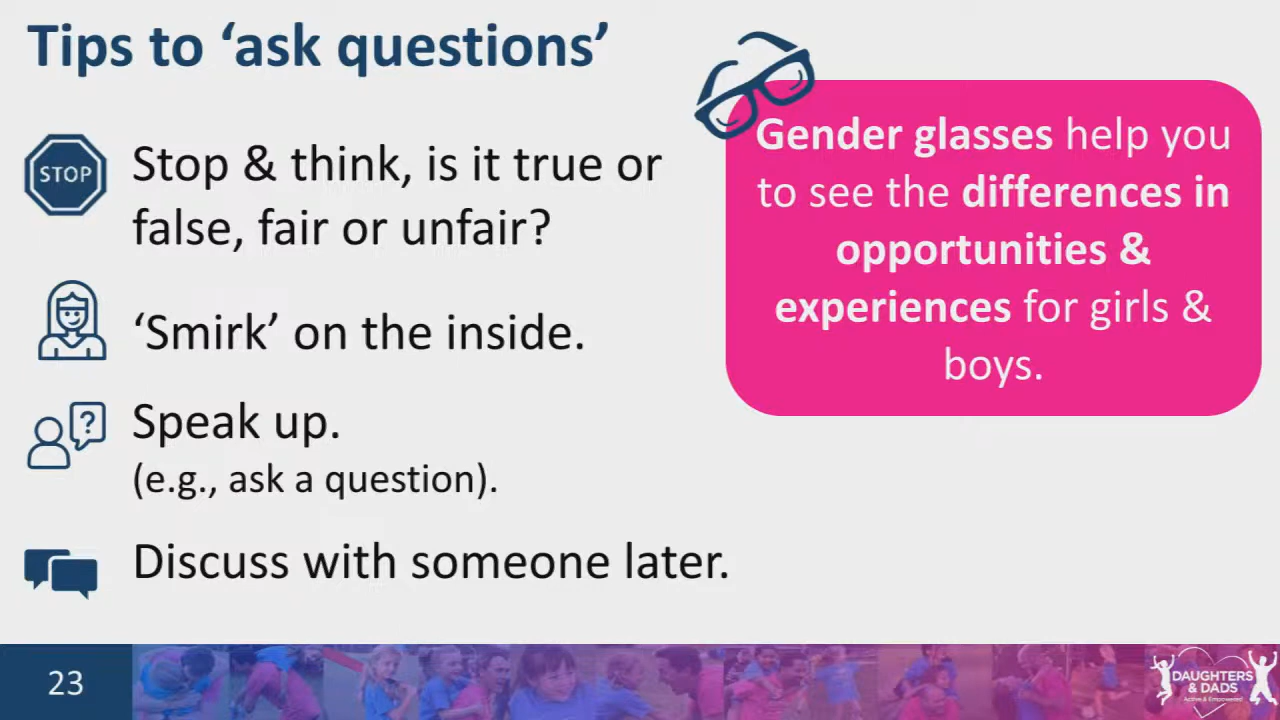 Tips to ‘ask questions’
STOP
Stop & think, is it true or
false, fair or unfair?
‘Smirk’ on the inside.
?
Speak up.
(e.g., ask a question).
Discuss with someone later.
Gender glasses help you
to see the differences in
opportunities &
experiences for girls &
boys.
23
DAUGHTERS
& DADS
Active & Empowered